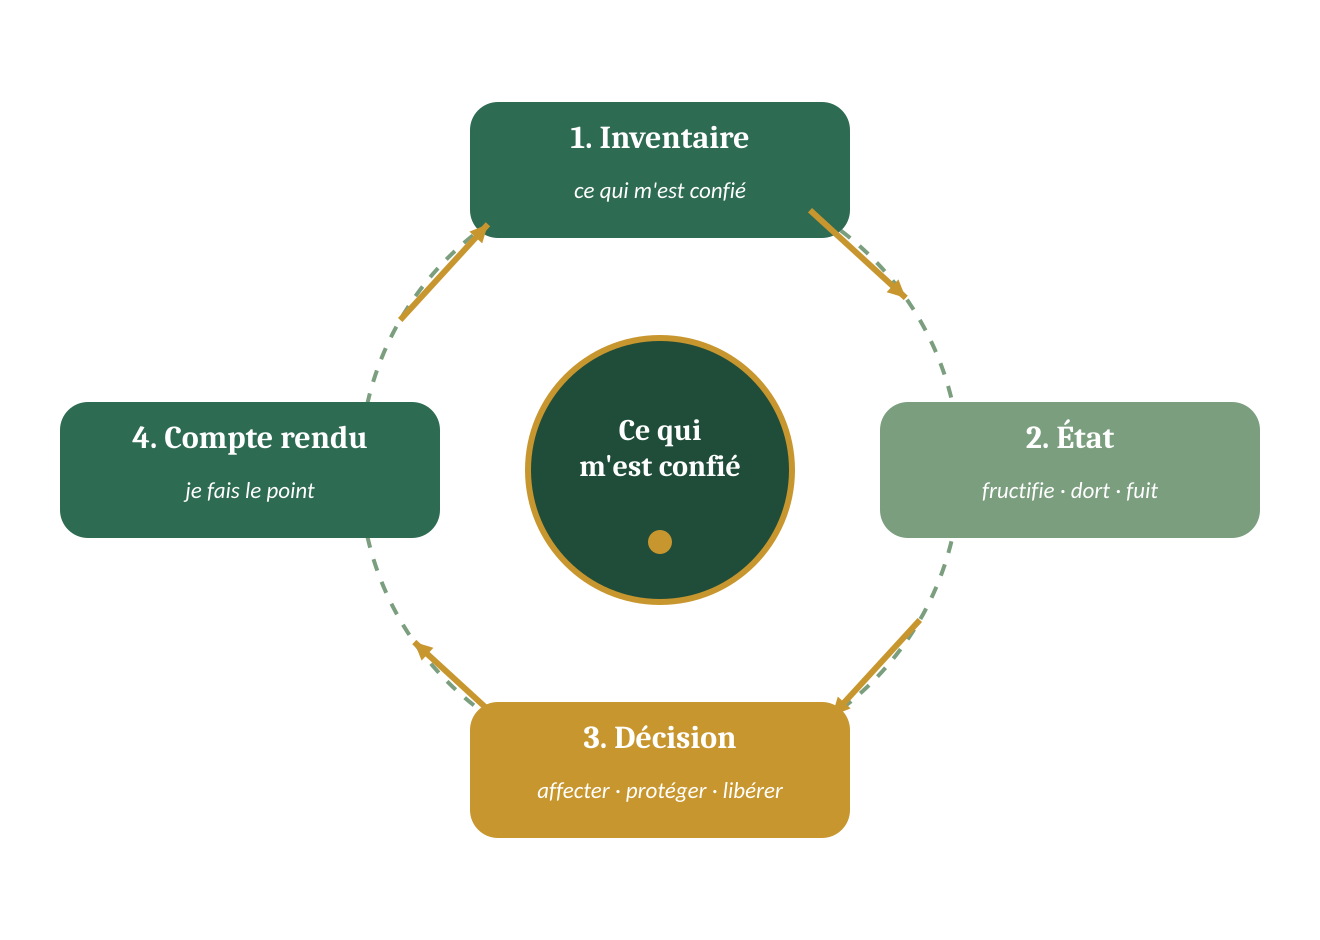 1. Inventaire
ce qui m'est confié
4. Compte rendu
je fais le point
Ce qui
m'est confié
2. État
fructifie · dort · fuit
3. Décision
affecter · protéger · libérer